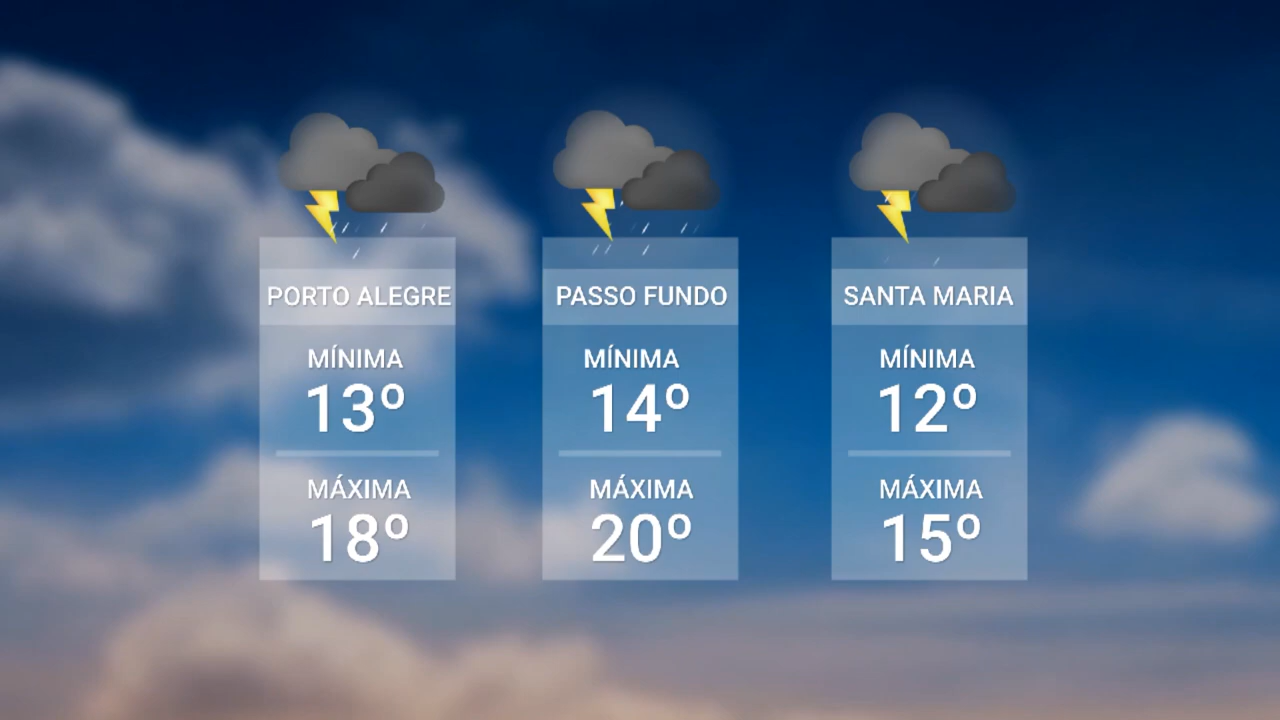 PORTO ALEGRE
MÍNIMA
13º
MÁXIMA
18º
PASSO FUNDO
MÍNIMA
14º
MÁXIMA
20º
SANTA MARIA
MÍNIMA
12º
MÁXIMA
15º